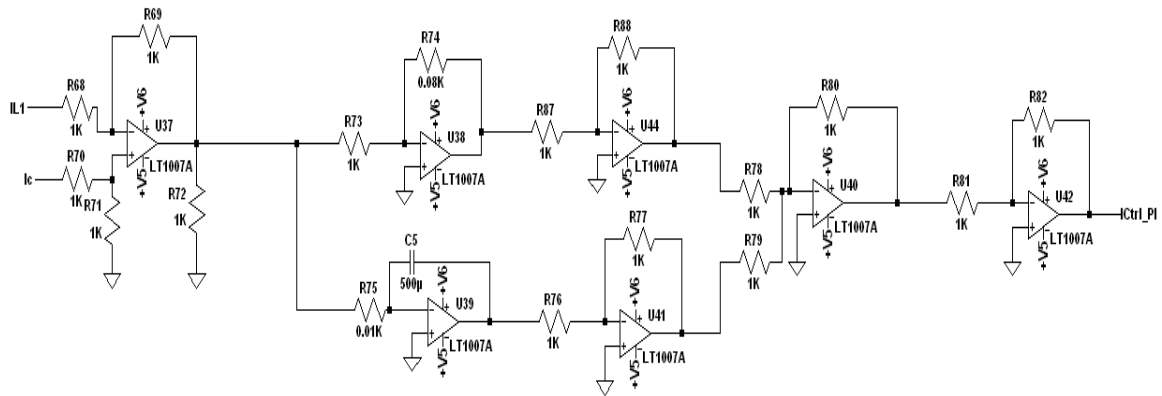 R69
1K
IL1
R68
1K
+V6
U37
LT1007A
+V5
Ic
R70
1K
R71
1K
R72
1K
R73
1K
R74
0.08K
+V6
U38
LT1007A
+V5
R87
1K
R88
1K
+V6
U44
LT1007A
+V5
R75
0.01K
C5
500µ
+V6
U39
LT1007A
+V5
R76
1K
R77
1K
+V6
U41
LT1007A
+V5
R78
1K
R79
1K
R80
1K
+V6
U40
LT1007A
+V5
R81
1K
R82
1K
+V6
U42
LT1007A
+V5
ICtrl_PI